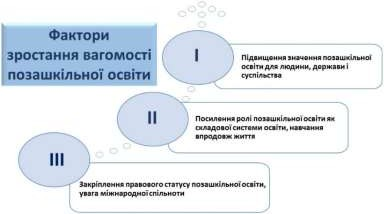 Фактори
зростання вагомості
позашкільної освіти
I
Підвищення значення позашкільної
освіти для людини, держави і
суспільства
II
Посилення ролі позашкільної освіти як
складової системи освіти, навчання
впродовж життя
III
Закріплення правового статусу позашкільної освіти,
увага міжнародної спільноти